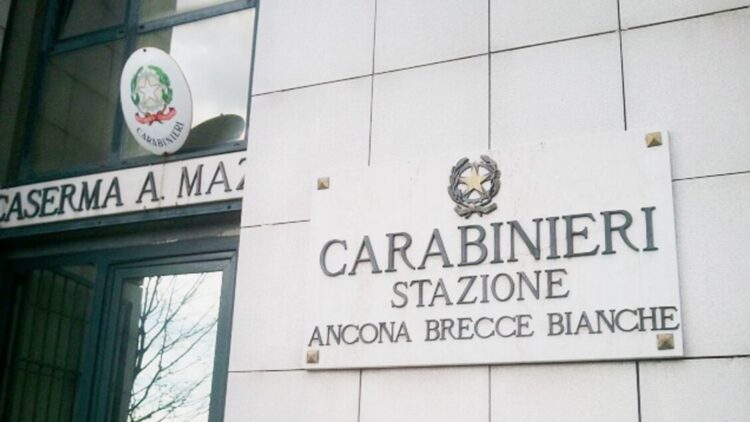 CARABINIERI
CASERMA A.
CARABINIERI
STAZIONE
ANCONA BRECCE BIANCHE